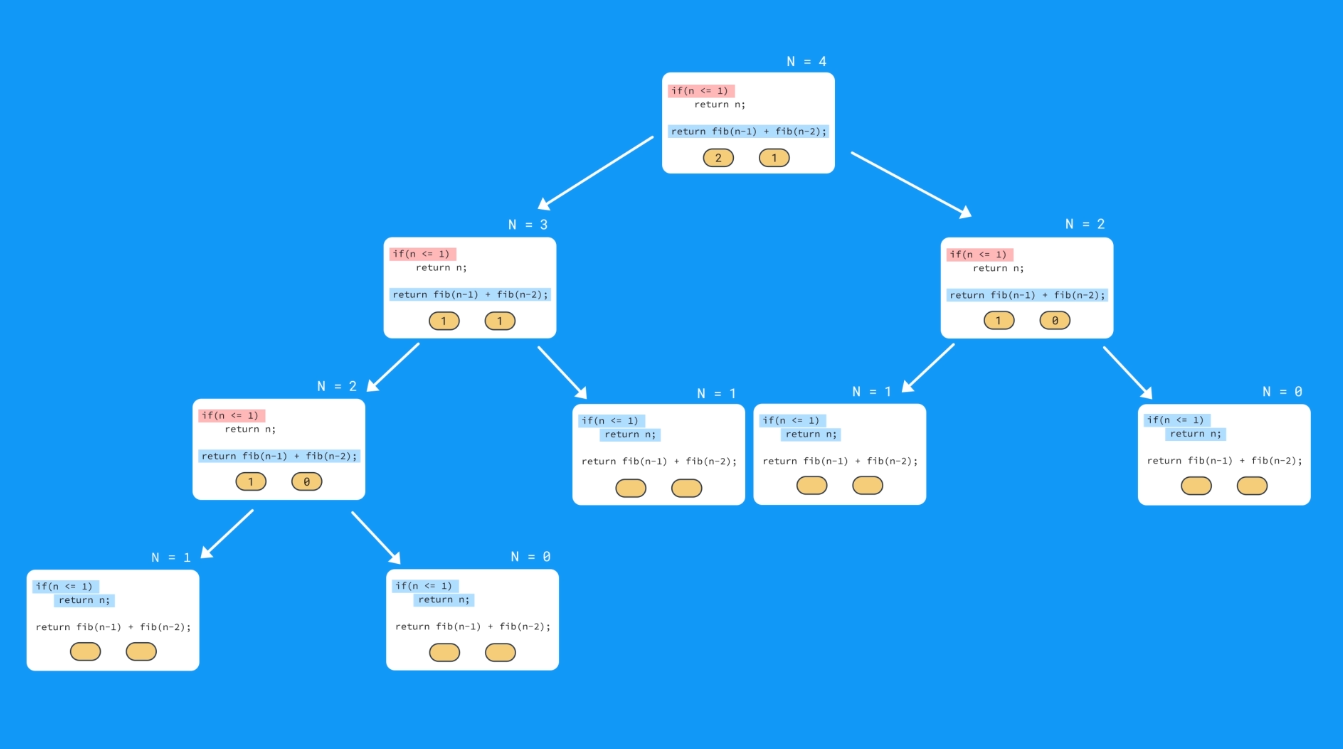 N = 4
if(n <= 1)
return n;
return fib(n-1) + fib(n-2);
2 1
N = 3
if(n <= 1)
return n;
return fib(n-1) + fib(n-2);
1 1
N = 2
if(n <= 1)
return n;
return fib(n-1) + fib(n-2);
1 0
N = 2
if(n <= 1)
return n;
return fib(n-1) + fib(n-2);
1 0
N = 1
if(n <= 1)
return n;
return fib(n-1) + fib(n-2);
N = 1
if(n <= 1)
return n;
return fib(n-1) + fib(n-2);
N = 0
if(n <= 1)
return n;
return fib(n-1) + fib(n-2);
N = 1
if(n <= 1)
return n;
return fib(n-1) + fib(n-2);
N = 0
if(n <= 1)
return n;
return fib(n-1) + fib(n-2);